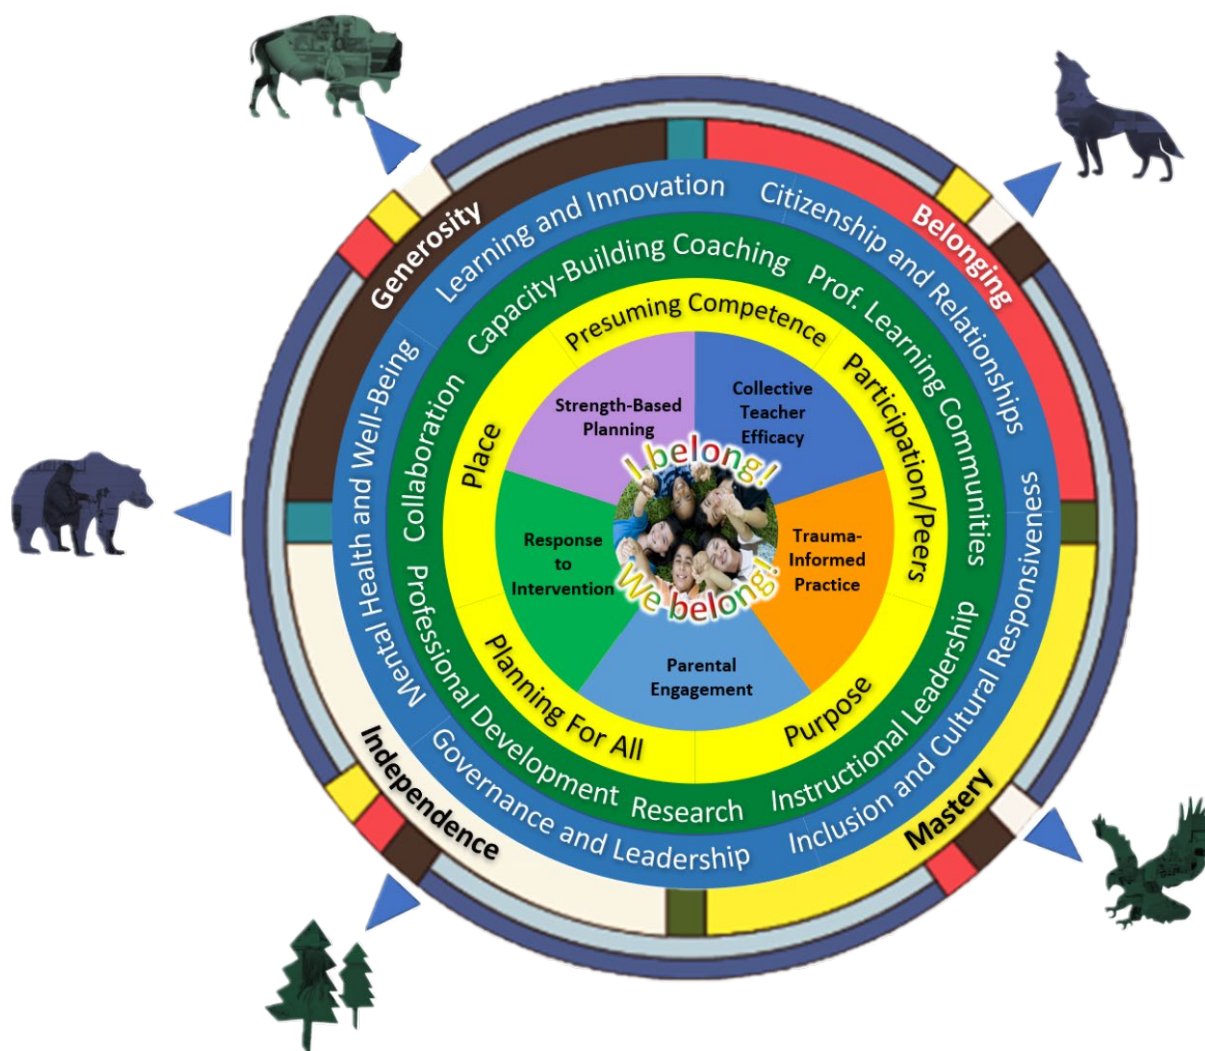 Generosity
Belonging
Mastery
Independence
Learning and Innovation
Citizenship and Relationships
Inclusion and Cultural Responsiveness
Governance and Leadership
Mental Health and Well-Being
Capacity-Building Coaching
Prof. Learning Communities
Instructional Leadership
Research
Professional Development
Collaboration
Presuming Competence
Participation/Peers
Purpose
Planning For All
Place
Strength-Based
Planning
Collective
Teacher
Efficacy
Trauma-
Informed
Practice
Parental
Engagement
Response
to
Intervention
I belong!
We belong!